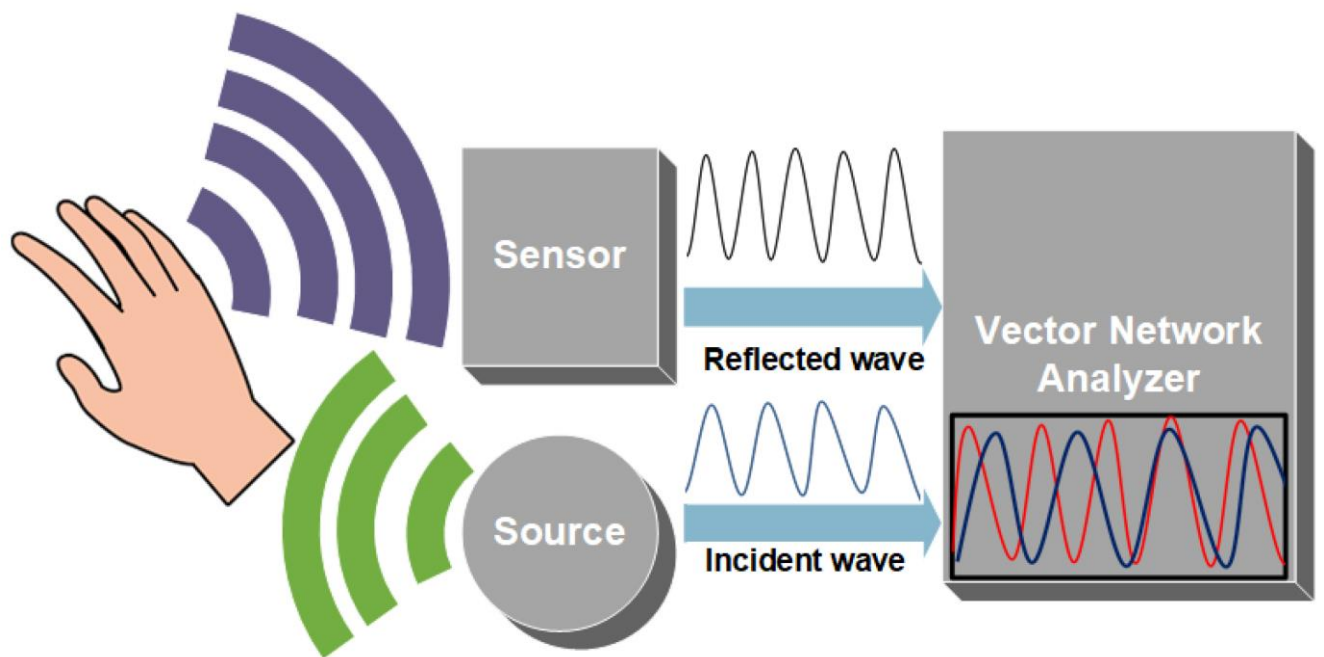 Sensor
Reflected wave
Vector Network
Analyzer
Source
Incident wave